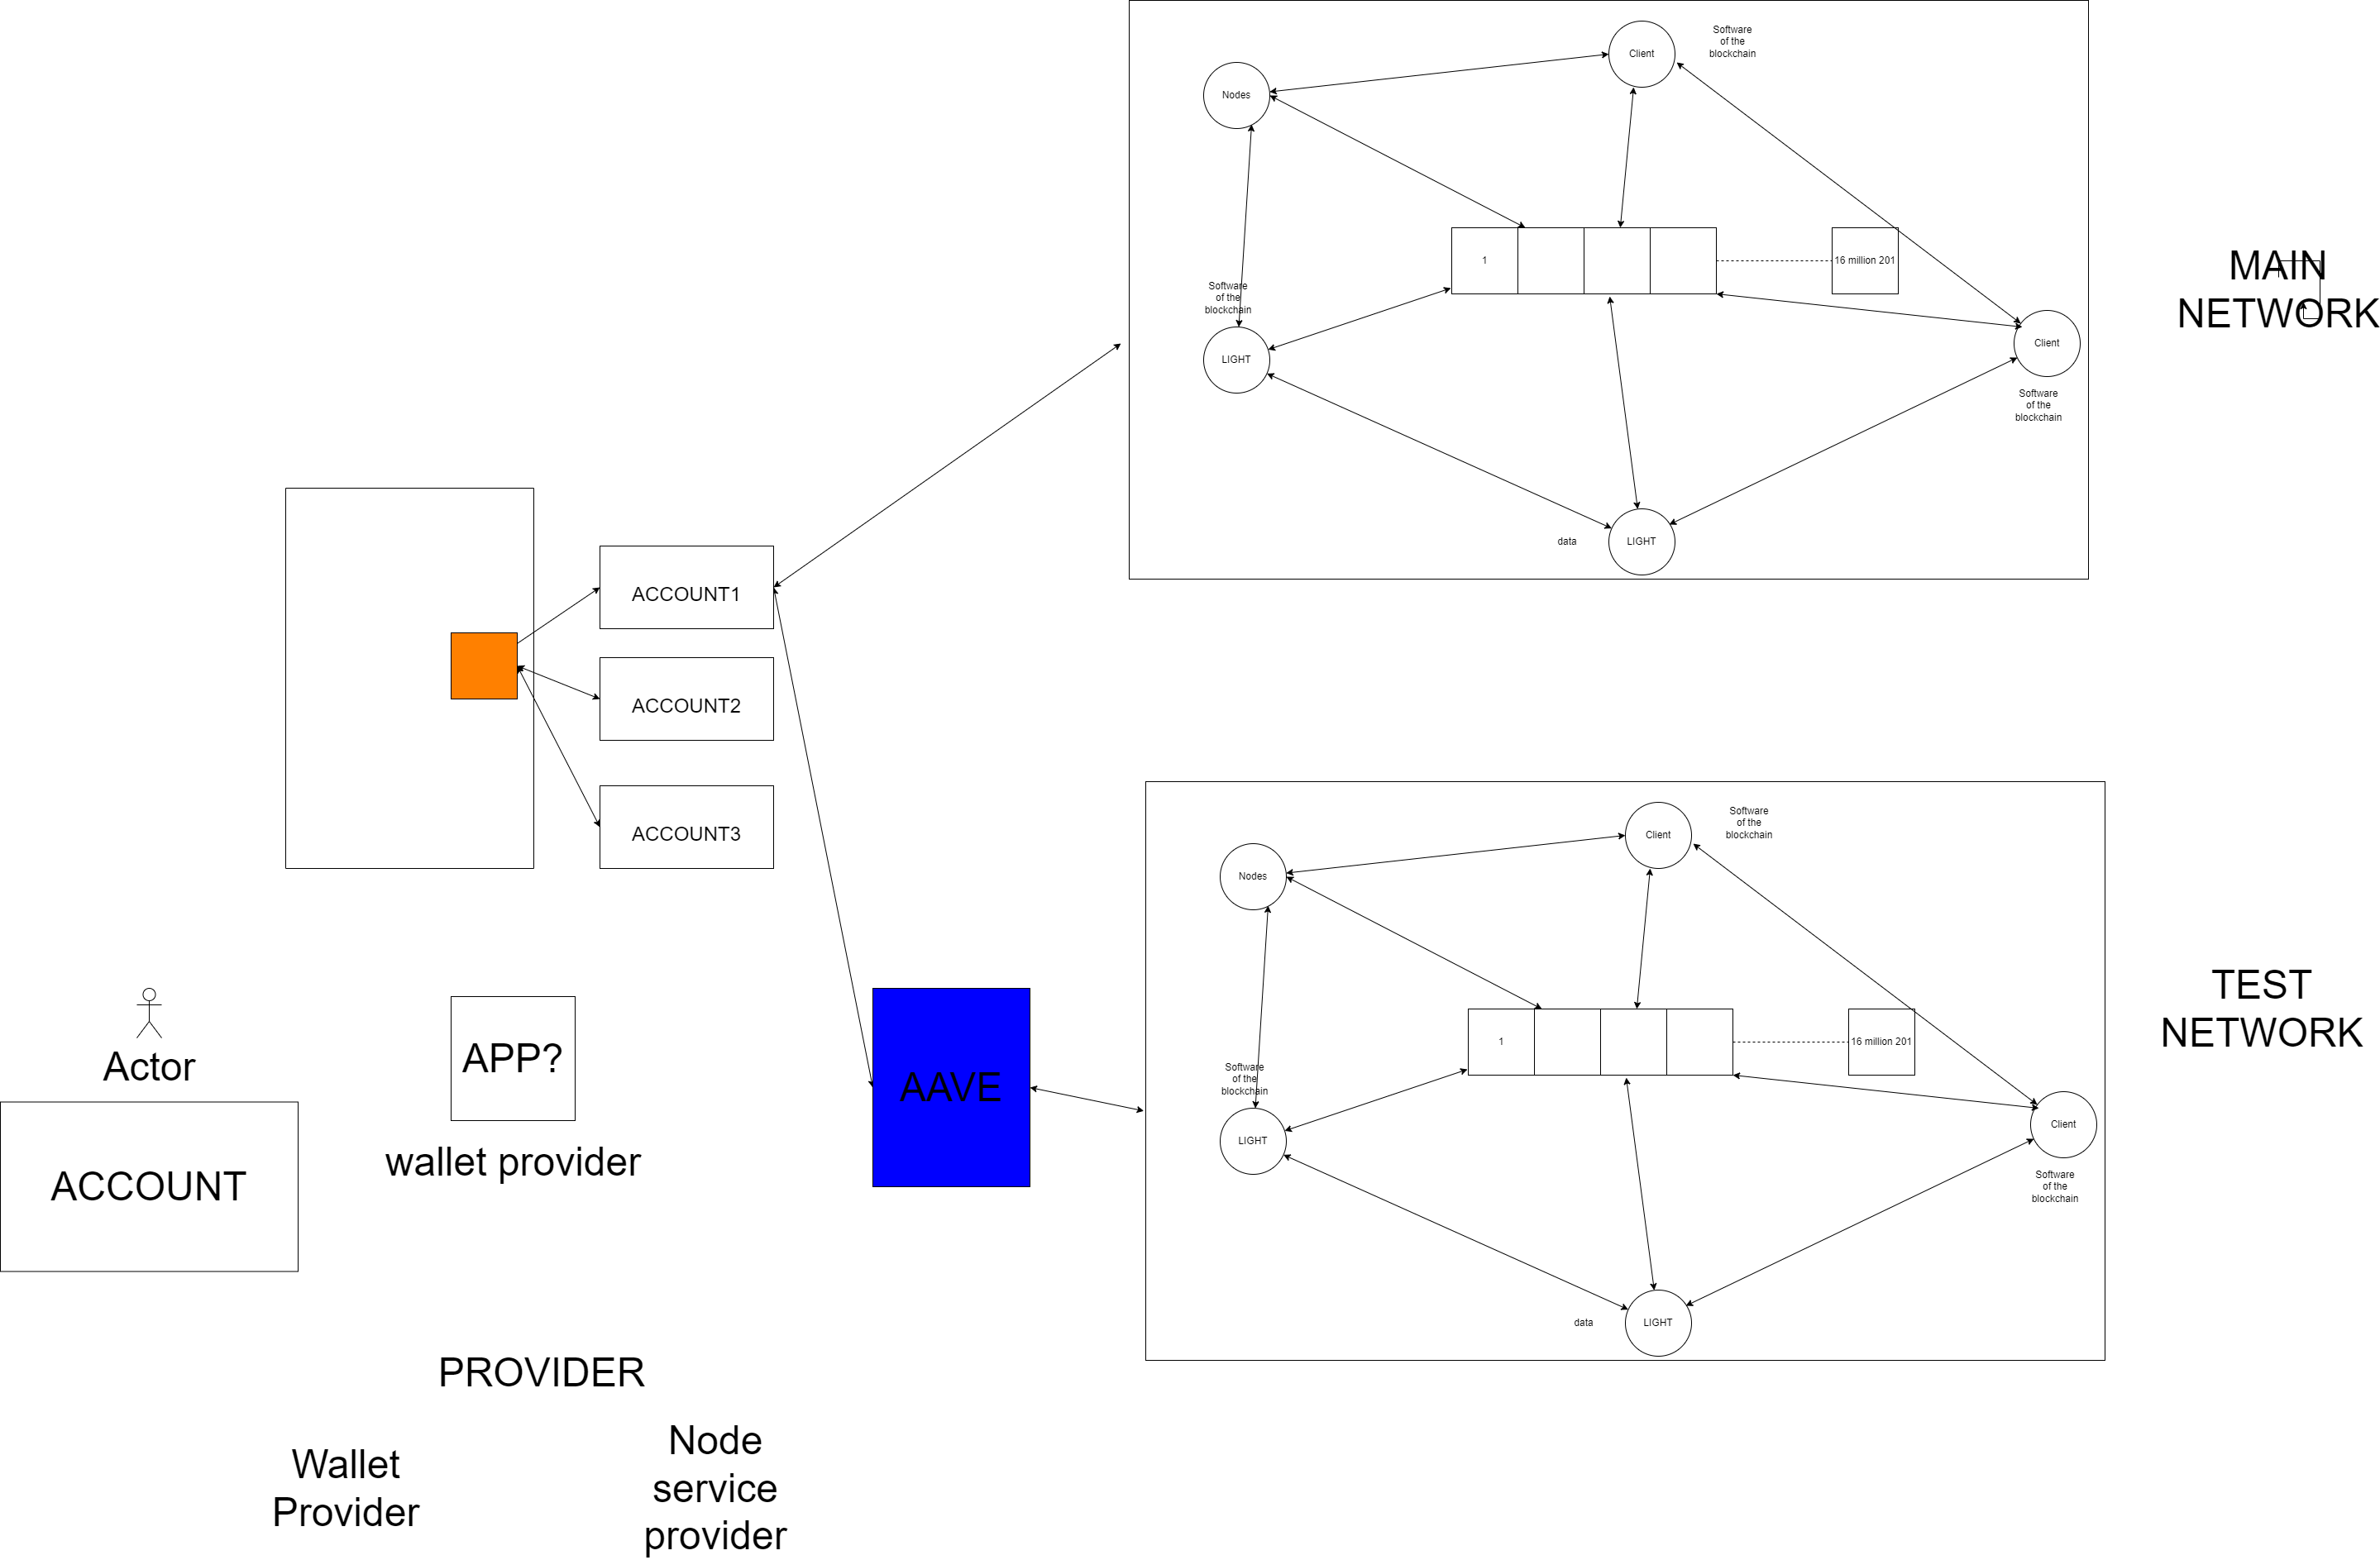 Software
of the
blockchain
Client
Nodes
1
16 million 201
MAIN
NETWORK
Software
of the
blockchain
LIGHT
Client
Software
of the
blockchain
data
LIGHT
ACCOUNT1
ACCOUNT2
ACCOUNT3
Software
of the
blockchain
Client
Nodes
1
16 million 201
TEST
NETWORK
Software
of the
blockchain
LIGHT
Client
Software
of the
blockchain
data
LIGHT
Actor
ACCOUNT
APP?
wallet provider
AAVE
PROVIDER
Wallet
Provider
Node
service
provider